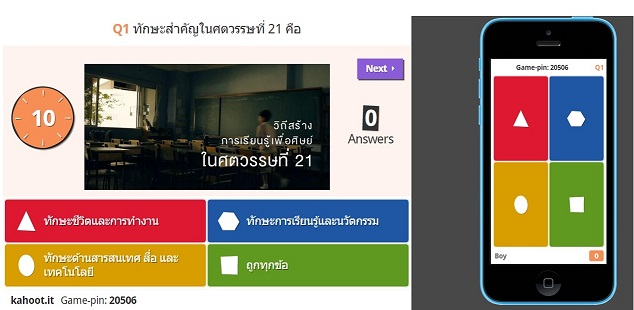 Q1 ทักษะสำคัญในศตวรรษที่ 21 คือ
Next
10
วิถีสร้าง
การเรียนรู้เพื่อศิษย์
ในศตวรรษที่ 21
0
Answers
ทักษะชีวิตและการทำงาน
ทักษะการเรียนรู้และนวัตกรรม
ทักษะด้านสารสนเทศ สื่อ และ
เทคโนโลยี
ถูกทุกข้อ
kahoot.it Game-pin: 20506
Game-pin: 20506 Q1
Boy 0